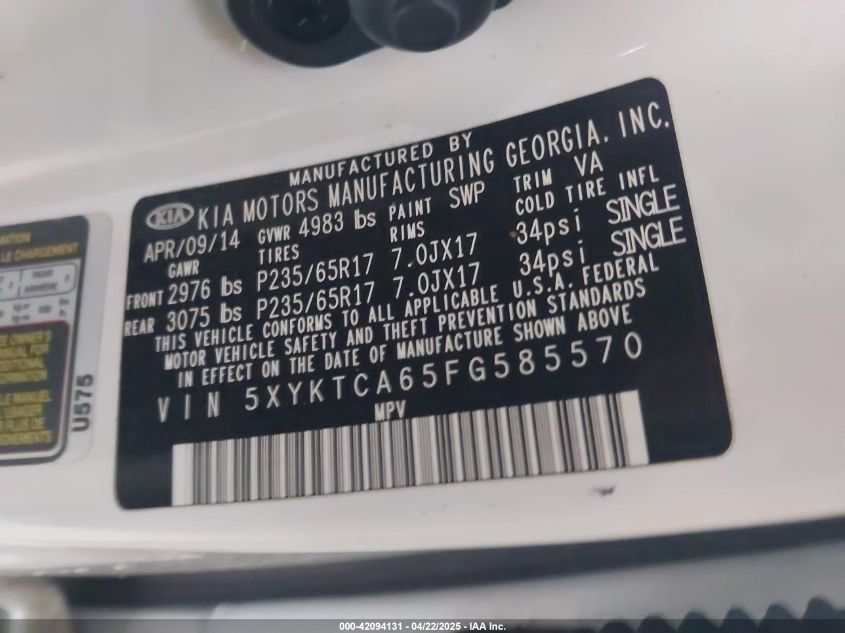 MANUFACTURED BY
KIA KIA MOTORS MANUFACTURING GEORGIA, INC.
APR/09/14 GVWR 4983 lbs PAINT SWP TRIM VA
GAWR TIRES RIMS COLD TIRE INFL
FRONT 2976 lbs P235/65R17 7.0JX17 34psi SINGLE
REAR 3075 lbs P235/65R17 7.0JX17 34psi SINGLE
THIS VEHICLE CONFORMS TO ALL APPLICABLE U.S.A. FEDERAL
MOTOR VEHICLE SAFETY AND THEFT PREVENTION STANDARDS
IN EFFECT ON THE DATE OF MANUFACTURE SHOWN ABOVE
VIN 5XYKTCA65FG585570
MPV
LE CHARGEMENT
U575
000-42094131 - 04/22/2025 - IAA Inc.